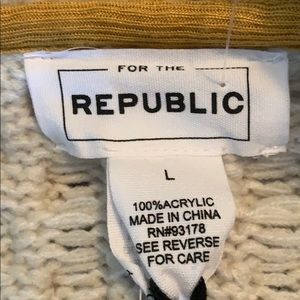 FOR THE
REPUBLIC
L
100%ACRYLIC
MADE IN CHINA
RN#93178
SEE REVERSE
FOR CARE